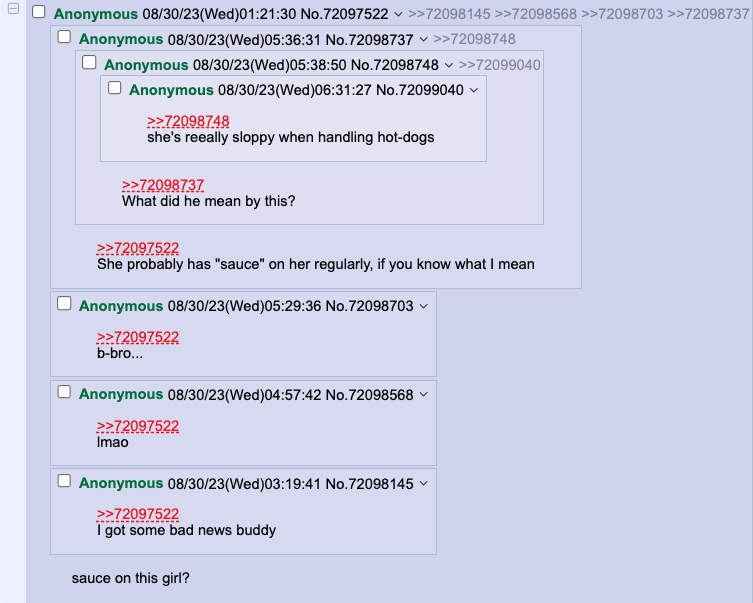 Anonymous 08/30/23(Wed)01:21:30 No.72097522 >>72098145 >>72098568 >>72098703 >>72098737
Anonymous 08/30/23(Wed)05:36:31 No.72098737 >>72098748
Anonymous 08/30/23(Wed)05:38:50 No.72098748 >>72099040
Anonymous 08/30/23(Wed)06:31:27 No.72099040
>>72098748
she's reeally sloppy when handling hot-dogs
>>72098737
What did he mean by this?
>>72097522
She probably has "sauce" on her regularly, if you know what I mean
Anonymous 08/30/23(Wed)05:29:36 No.72098703
>>72097522
b-bro...
Anonymous 08/30/23(Wed)04:57:42 No.72098568
>>72097522
lmao
Anonymous 08/30/23(Wed)03:19:41 No.72098145
>>72097522
I got some bad news buddy
sauce on this girl?